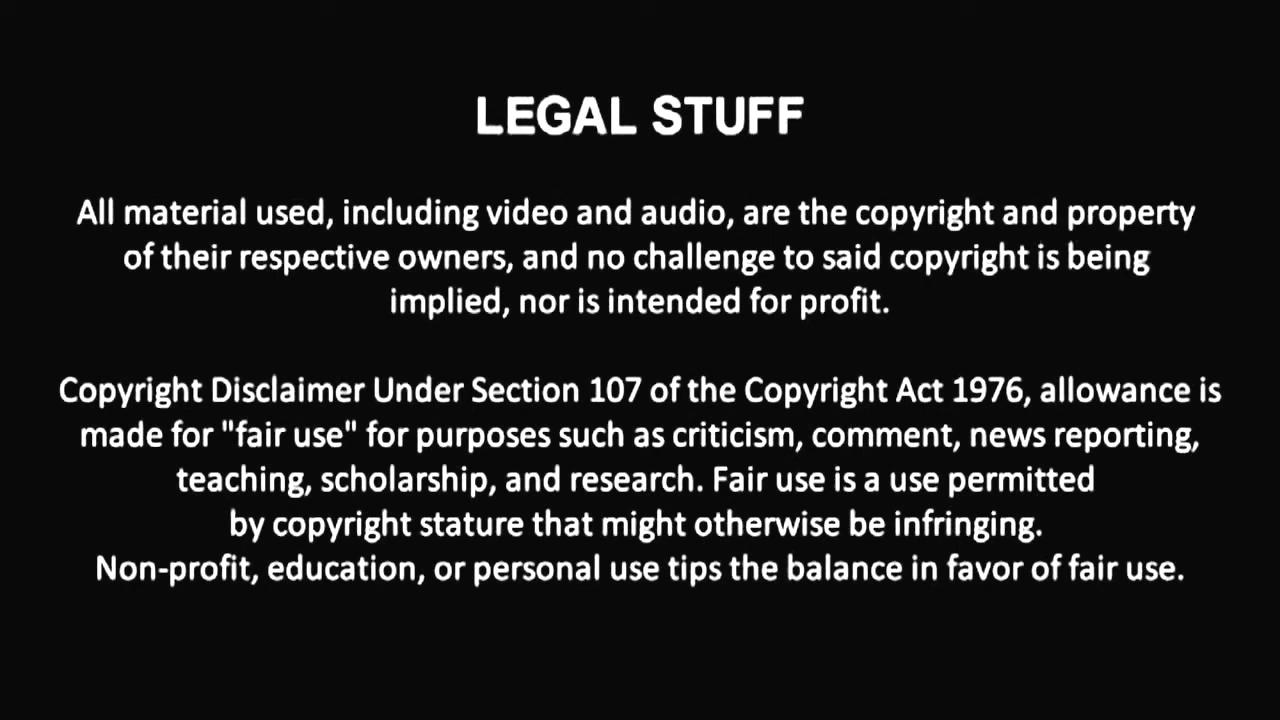 LEGAL STUFF
All material used, including video and audio, are the copyright and property
of their respective owners, and no challenge to said copyright is being
implied, nor is intended for profit.
Copyright Disclaimer Under Section 107 of the Copyright Act 1976, allowance is
made for "fair use" for purposes such as criticism, comment, news reporting,
teaching, scholarship, and research. Fair use is a use permitted
by copyright stature that might otherwise be infringing.
Non-profit, education, or personal use tips the balance in favor of fair use.